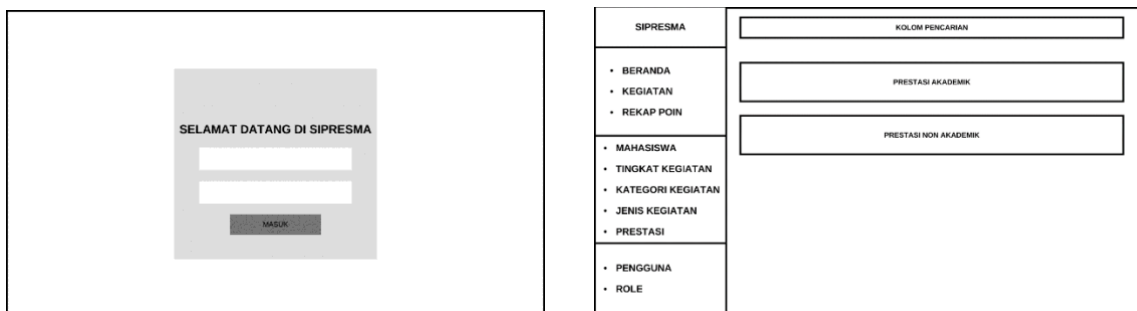 SELAMAT DATANG DI SIPRESMA
MASUK
SIPRESMA
BERANDA
KEGIATAN
REKAP POIN
MAHASISWA
TINGKAT KEGIATAN
KATEGORI KEGIATAN
JENIS KEGIATAN
PRESTASI
PENGGUNA
ROLE
KOLOM PENCARIAN
PRESTASI AKADEMIK
PRESTASI NON AKADEMIK